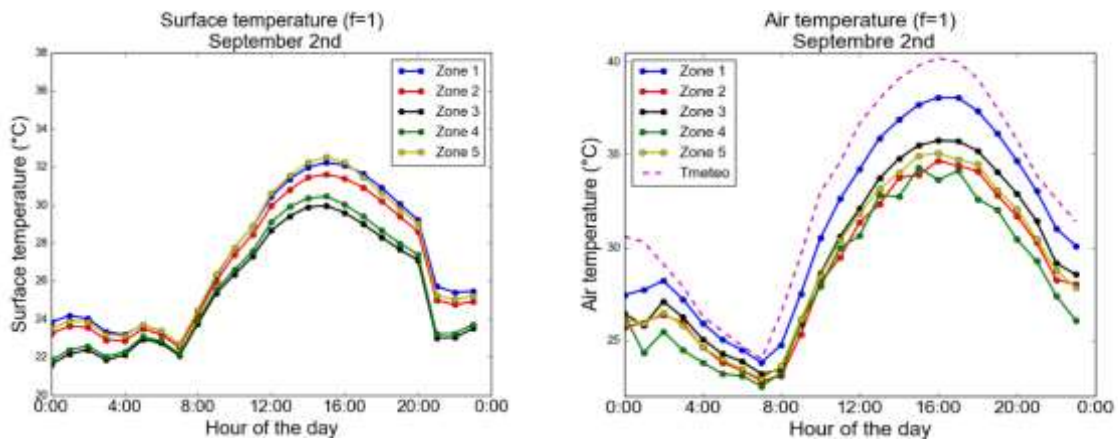 Surface temperature (f=1)
September 2nd
38
36
34
32
30
28
26
24
22
20
Surface temperature (°C)
Zone 1
Zone 2
Zone 3
Zone 4
Zone 5
0:00 4:00 8:00 12:00 16:00 20:00 0:00
Hour of the day
Air temperature (f=1)
Septembre 2nd
40
35
30
25
Air temperature (°C)
Zone 1
Zone 2
Zone 3
Zone 4
Zone 5
Tmeteo
0:00 4:00 8:00 12:00 16:00 20:00 0:00
Hour of the day